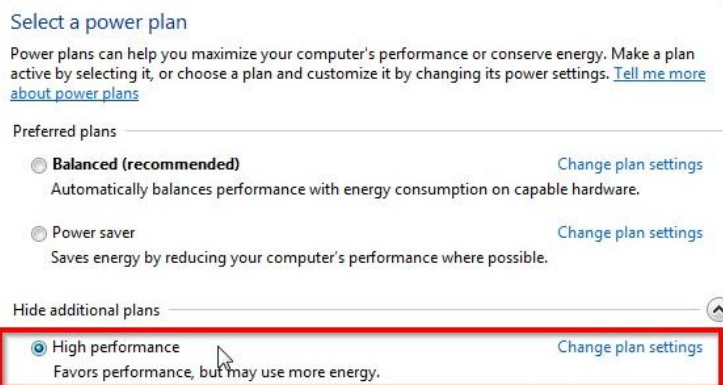 Select a power plan
Power plans can help you maximize your computer's performance or conserve energy. Make a plan
active by selecting it, or choose a plan and customize it by changing its power settings. Tell me more
about power plans
Preferred plans
Balanced (recommended) Change plan settings
Automatically balances performance with energy consumption on capable hardware.
Power saver Change plan settings
Saves energy by reducing your computer's performance where possible.
Hide additional plans
High performance Change plan settings
Favors performance, but may use more energy.